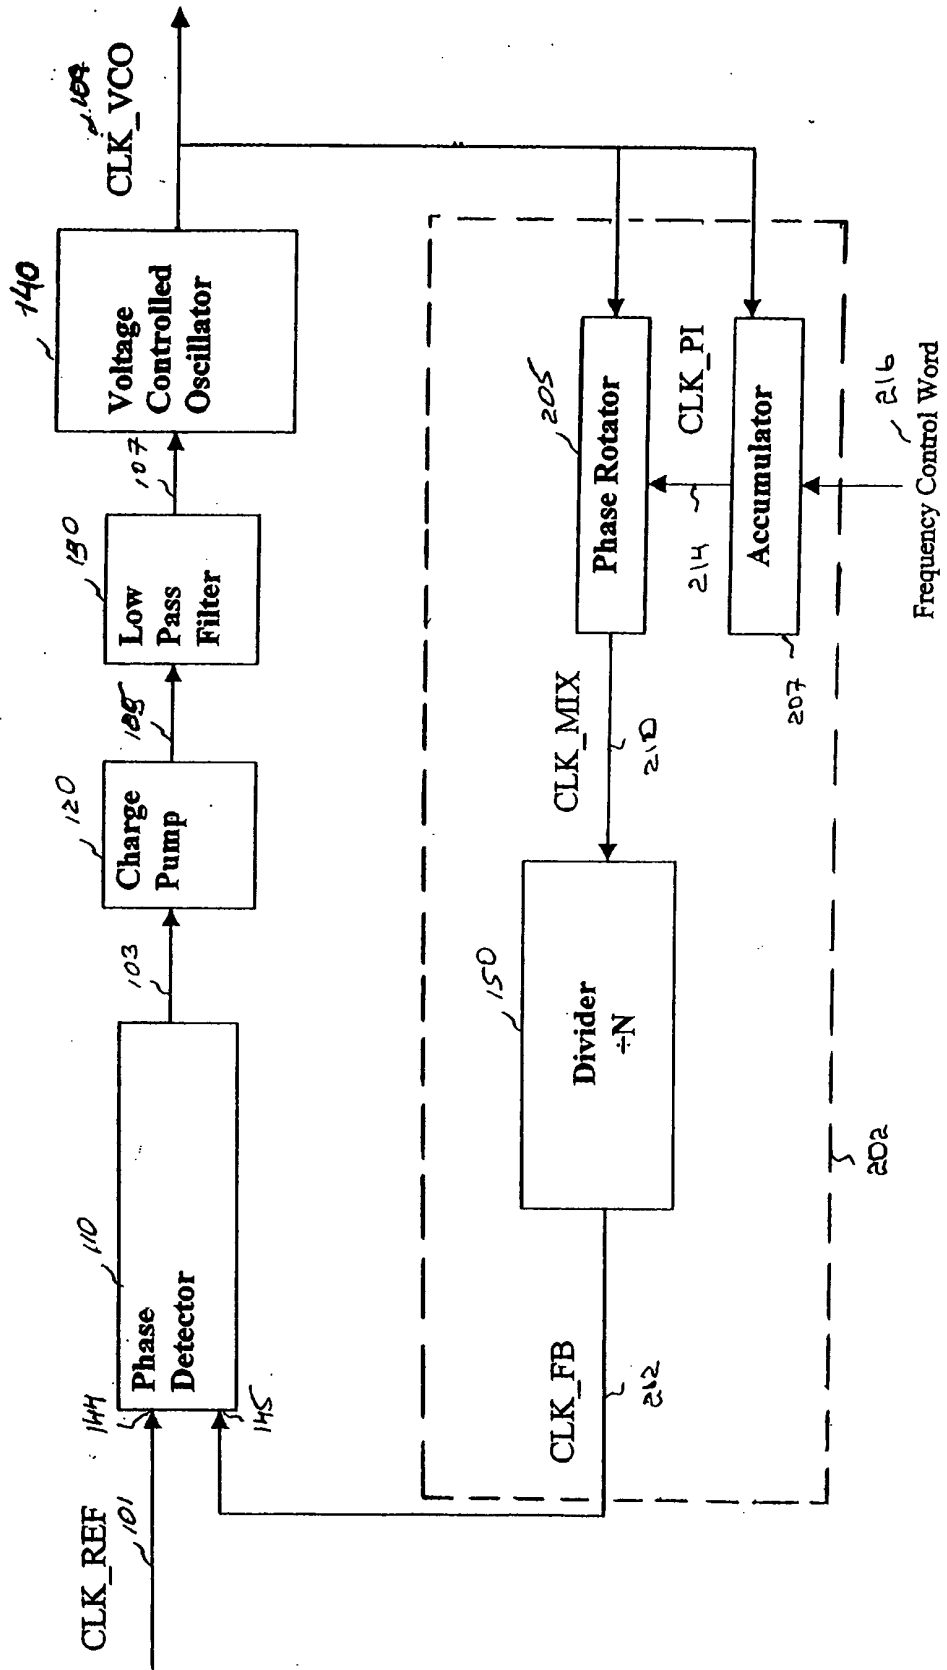 CLK_REF
101
144
145
Phase
Detector
110
103
Charge
Pump
120
105
Low
Pass
Filter
130
107
Voltage
Controlled
Oscillator
140
CLK_VCO
109
CLK_FB
212
Divider
÷N
150
CLK_MIX
210
Phase Rotator
205
CLK_PI
214
Accumulator
207
216
Frequency Control Word
202